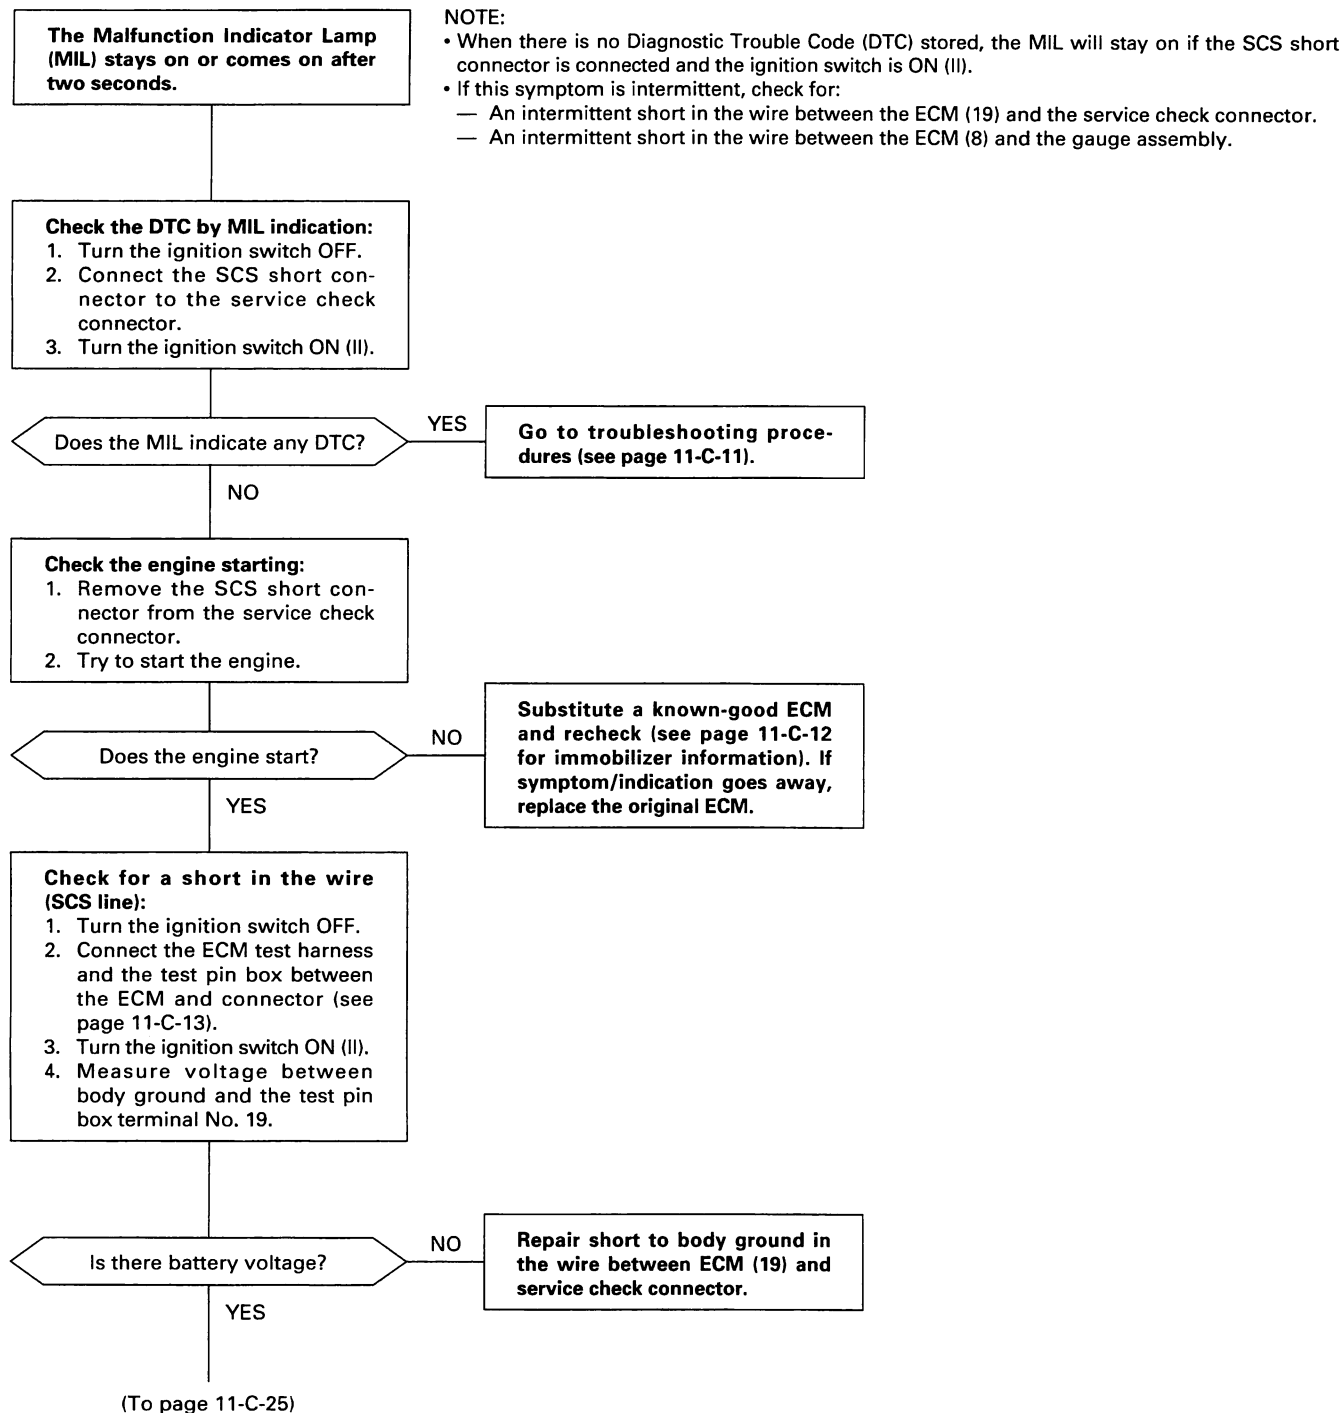 The Malfunction Indicator Lamp
(MIL) stays on or comes on after
two seconds.
NOTE:
• When there is no Diagnostic Trouble Code (DTC) stored, the MIL will stay on if the SCS short
connector is connected and the ignition switch is ON (II).
• If this symptom is intermittent, check for:
— An intermittent short in the wire between the ECM (19) and the service check connector.
— An intermittent short in the wire between the ECM (8) and the gauge assembly.
Check the DTC by MIL indication:
1. Turn the ignition switch OFF.
2. Connect the SCS short con-
nector to the service check
connector.
3. Turn the ignition switch ON (II).
Does the MIL indicate any DTC?
YES
Go to troubleshooting proce-
dures (see page 11-C-11).
NO
Check the engine starting:
1. Remove the SCS short con-
nector from the service check
connector.
2. Try to start the engine.
Does the engine start?
NO
Substitute a known-good ECM
and recheck (see page 11-C-12
for immobilizer information). If
symptom/indication goes away,
replace the original ECM.
YES
Check for a short in the wire
(SCS line):
1. Turn the ignition switch OFF.
2. Connect the ECM test harness
and the test pin box between
the ECM and connector (see
page 11-C-13).
3. Turn the ignition switch ON (II).
4. Measure voltage between
body ground and the test pin
box terminal No. 19.
Is there battery voltage?
NO
Repair short to body ground in
the wire between ECM (19) and
service check connector.
YES
(To page 11-C-25)